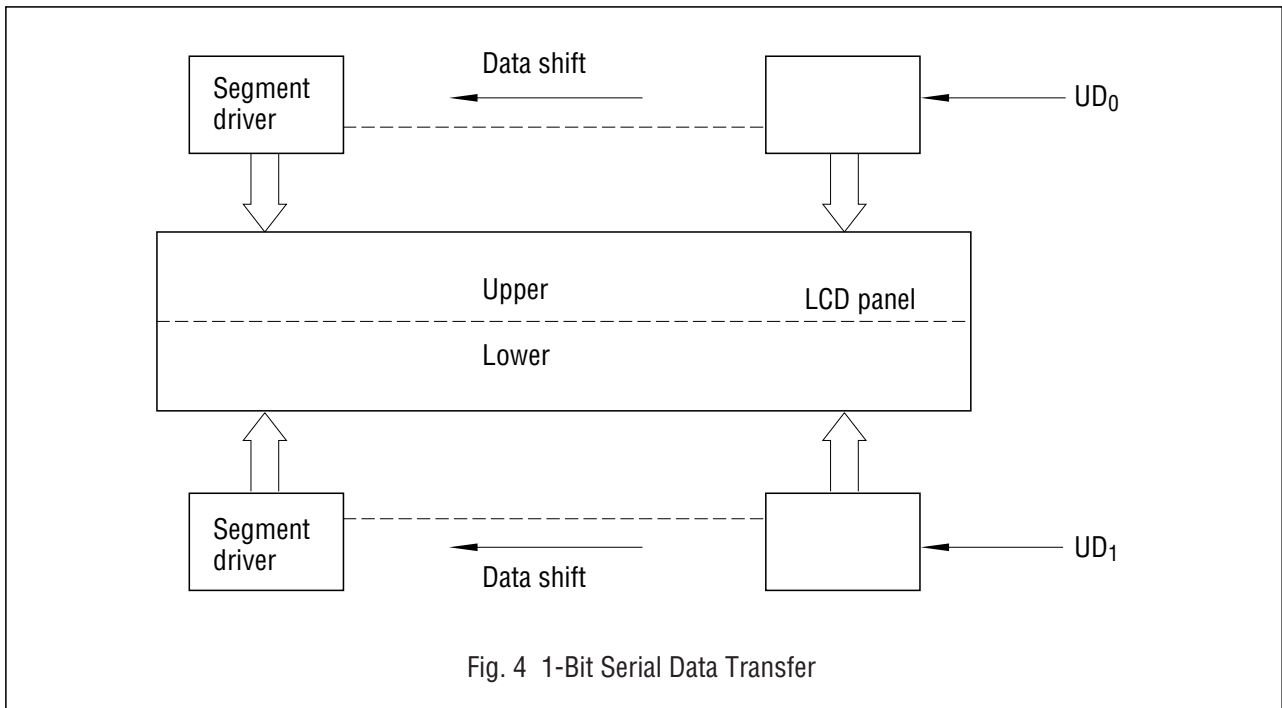 Data shift
Segment
driver
UD0
Upper
LCD panel
Lower
Segment
driver
UD1
Data shift
Fig. 4 1-Bit Serial Data Transfer